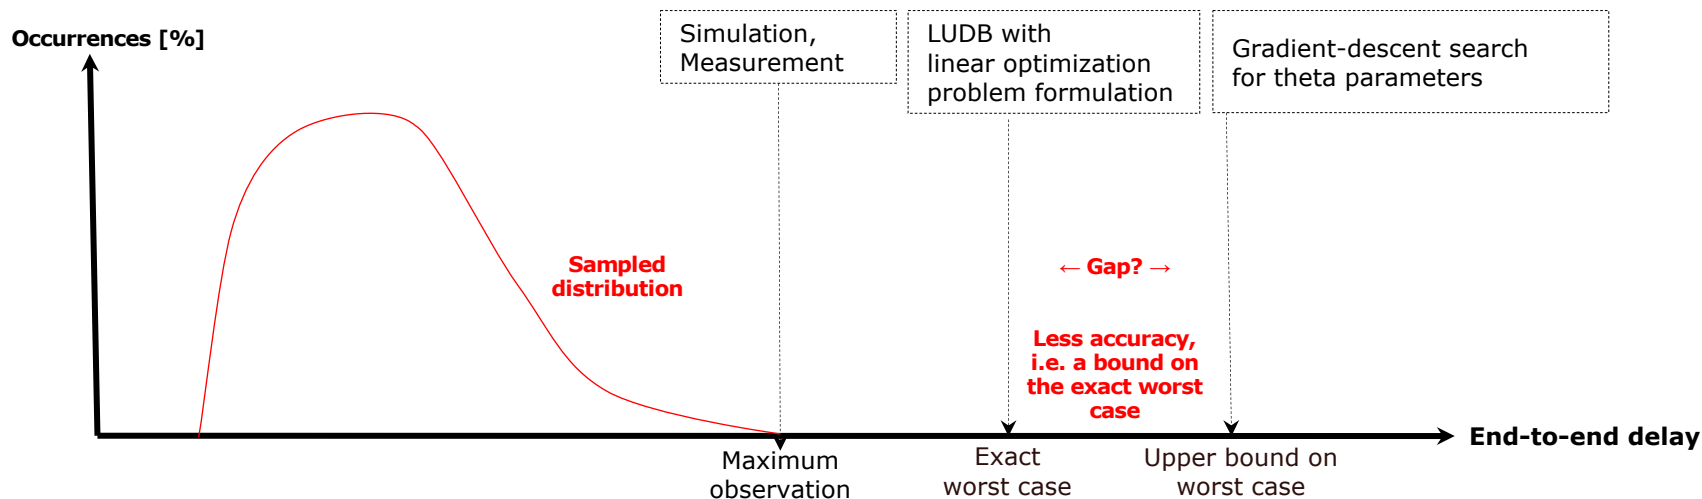 Occurrences [%]
Simulation,
Measurement
LUDB with
linear optimization
problem formulation
Gradient-descent search
for theta parameters
Sampled
distribution
← Gap? →
Less accuracy,
i.e. a bound on
the exact worst
case
End-to-end delay
Maximum
observation
Exact
worst case
Upper bound on
worst case